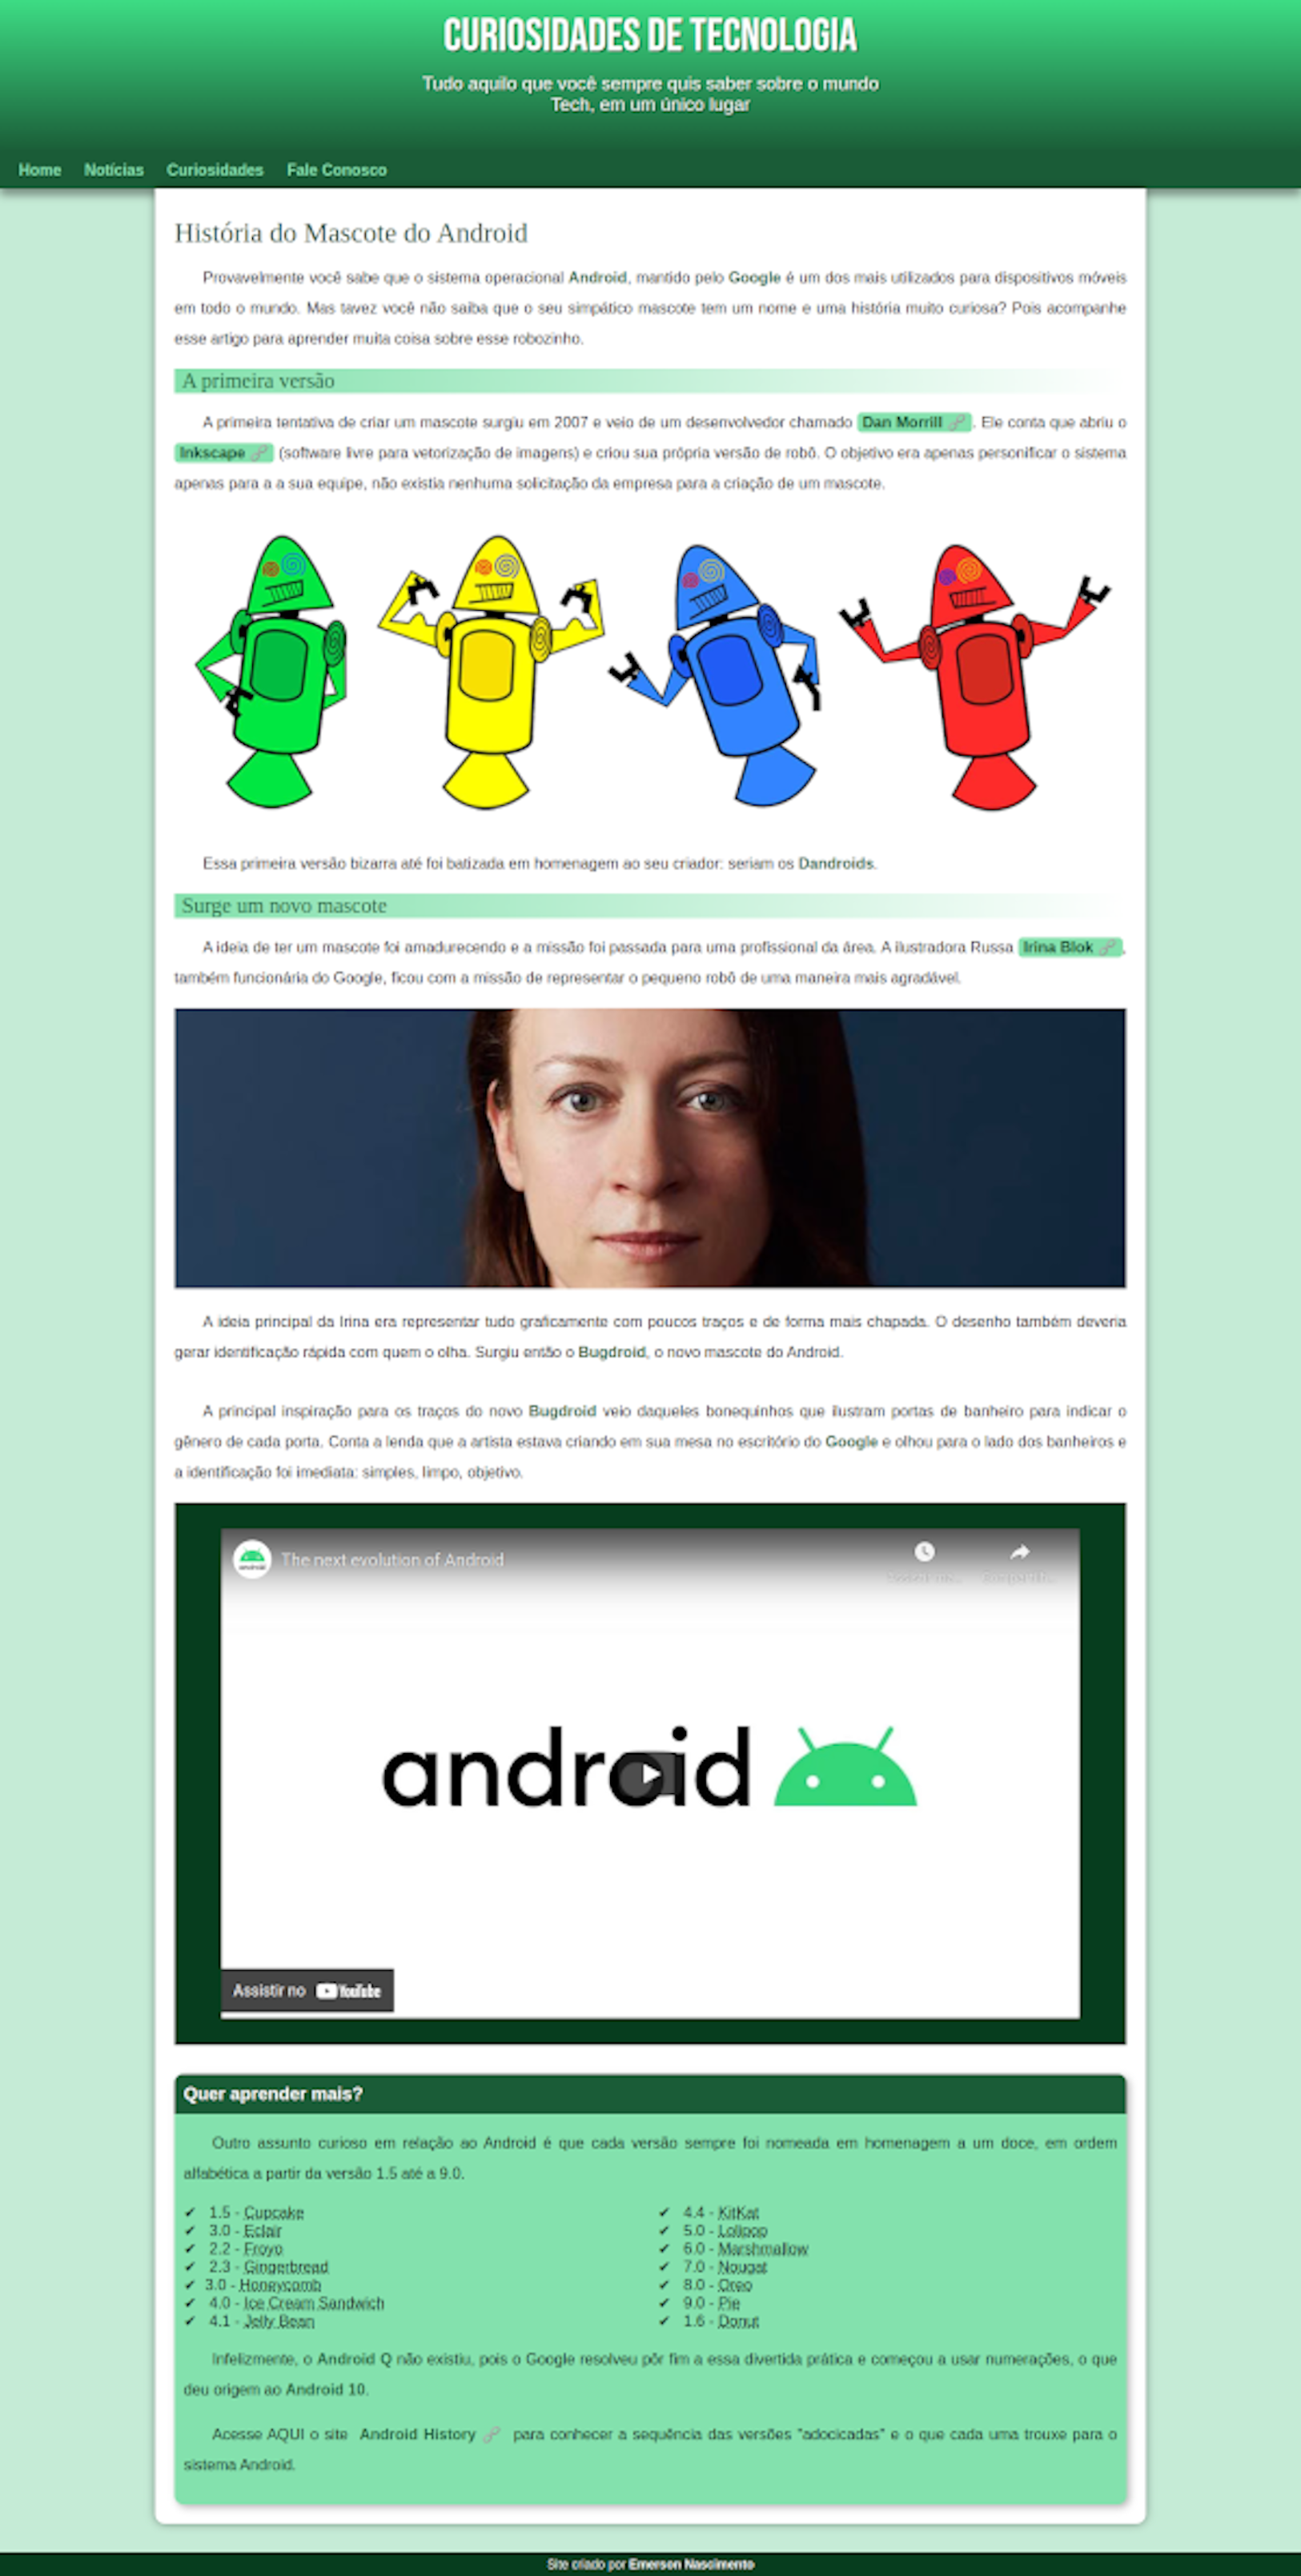 CURIOSIDADES DE TECNOLOGIA
Tudo aquilo que você sempre quis saber sobre o mundo
Tech, em um único lugar
Home Notícias Curiosidades Fale Conosco
História do Mascote do Android
Provavelmente você sabe que o sistema operacional Android, mantido pelo Google é um dos mais utilizados para dispositivos móveis
em todo o mundo. Mas tavez você não saiba que o seu simpático mascote tem um nome e uma história muito curiosa? Pois acompanhe
esse artigo para aprender muita coisa sobre esse robozinho.
A primeira versão
A primeira tentativa de criar um mascote surgiu em 2007 e veio de um desenvolvedor chamado Dan Morrill . Ele conta que abriu o
Inkscape (software livre para vetorização de imagens) e criou sua própria versão de robô. O objetivo era apenas personificar o sistema
apenas para a a sua equipe, não existia nenhuma solicitação da empresa para a criação de um mascote.
Essa primeira versão bizarra até foi batizada em homenagem ao seu criador: seriam os Dandroids.
Surge um novo mascote
A ideia de ter um mascote foi amadurecendo e a missão foi passada para uma profissional da área. A ilustradora Russa Irina Blok ,
também funcionária do Google, ficou com a missão de representar o pequeno robô de uma maneira mais agradável.
A ideia principal da Irina era representar tudo graficamente com poucos traços e de forma mais chapada. O desenho também deveria
gerar identificação rápida com quem o olha. Surgiu então o Bugdroid, o novo mascote do Android.
A principal inspiração para os traços do novo Bugdroid veio daqueles bonequinhos que ilustram portas de banheiro para indicar o
gênero de cada porta. Conta a lenda que a artista estava criando em sua mesa no escritório do Google e olhou para o lado dos banheiros e
a identificação foi imediata: simples, limpo, objetivo.
android
The next evolution of Android
android
Assistir no YouTube
Quer aprender mais?
Outro assunto curioso em relação ao Android é que cada versão sempre foi nomeada em homenagem a um doce, em ordem
alfabética a partir da versão 1.5 até a 9.0.
✔ 1.5 - Cupcake
✔ 3.0 - Eclair
✔ 2.2 - Froyo
✔ 2.3 - Gingerbread
✔ 3.0 - Honeycomb
✔ 4.0 - Ice Cream Sandwich
✔ 4.1 - Jelly Bean
✔ 4.4 - KitKat
✔ 5.0 - Lolipop
✔ 6.0 - Marshmallow
✔ 7.0 - Nougat
✔ 8.0 - Oreo
✔ 9.0 - Pie
✔ 1.6 - Donut
Infelizmente, o Android Q não existiu, pois o Google resolveu pôr fim a essa divertida prática e começou a usar numerações, o que
deu origem ao Android 10.
Acesse AQUI o site Android History para conhecer a sequência das versões "adocicadas" e o que cada uma trouxe para o
sistema Android.
Site criado por Emerson Nascimento